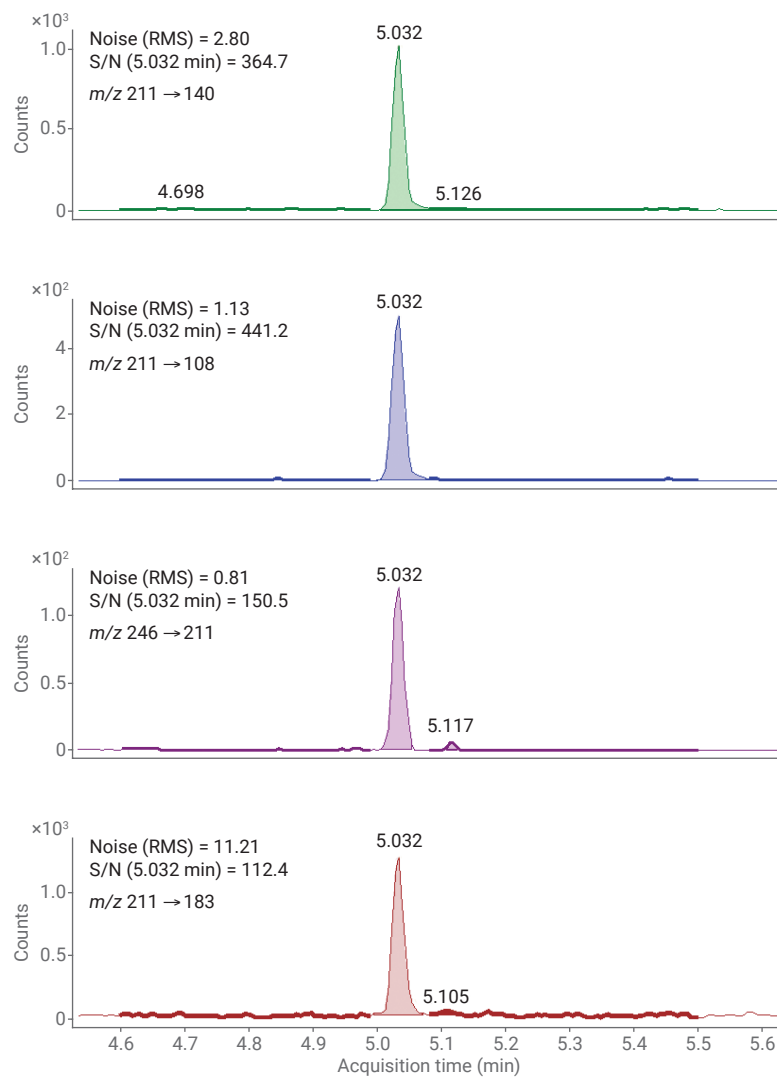 ×10³
Noise (RMS) = 2.80
S/N (5.032 min) = 364.7
m/z 211 → 140
5.032
4.698
5.126
1.0
0.5
0
Counts
×10²
Noise (RMS) = 1.13
S/N (5.032 min) = 441.2
m/z 211 → 108
5.032
4
2
0
Counts
×10²
Noise (RMS) = 0.81
S/N (5.032 min) = 150.5
m/z 246 → 211
5.032
5.117
1.0
0.5
0
Counts
×10³
Noise (RMS) = 11.21
S/N (5.032 min) = 112.4
m/z 211 → 183
5.032
5.105
1.0
0.5
0
Counts
4.6 4.7 4.8 4.9 5.0 5.1 5.2 5.3 5.4 5.5 5.6
Acquisition time (min)